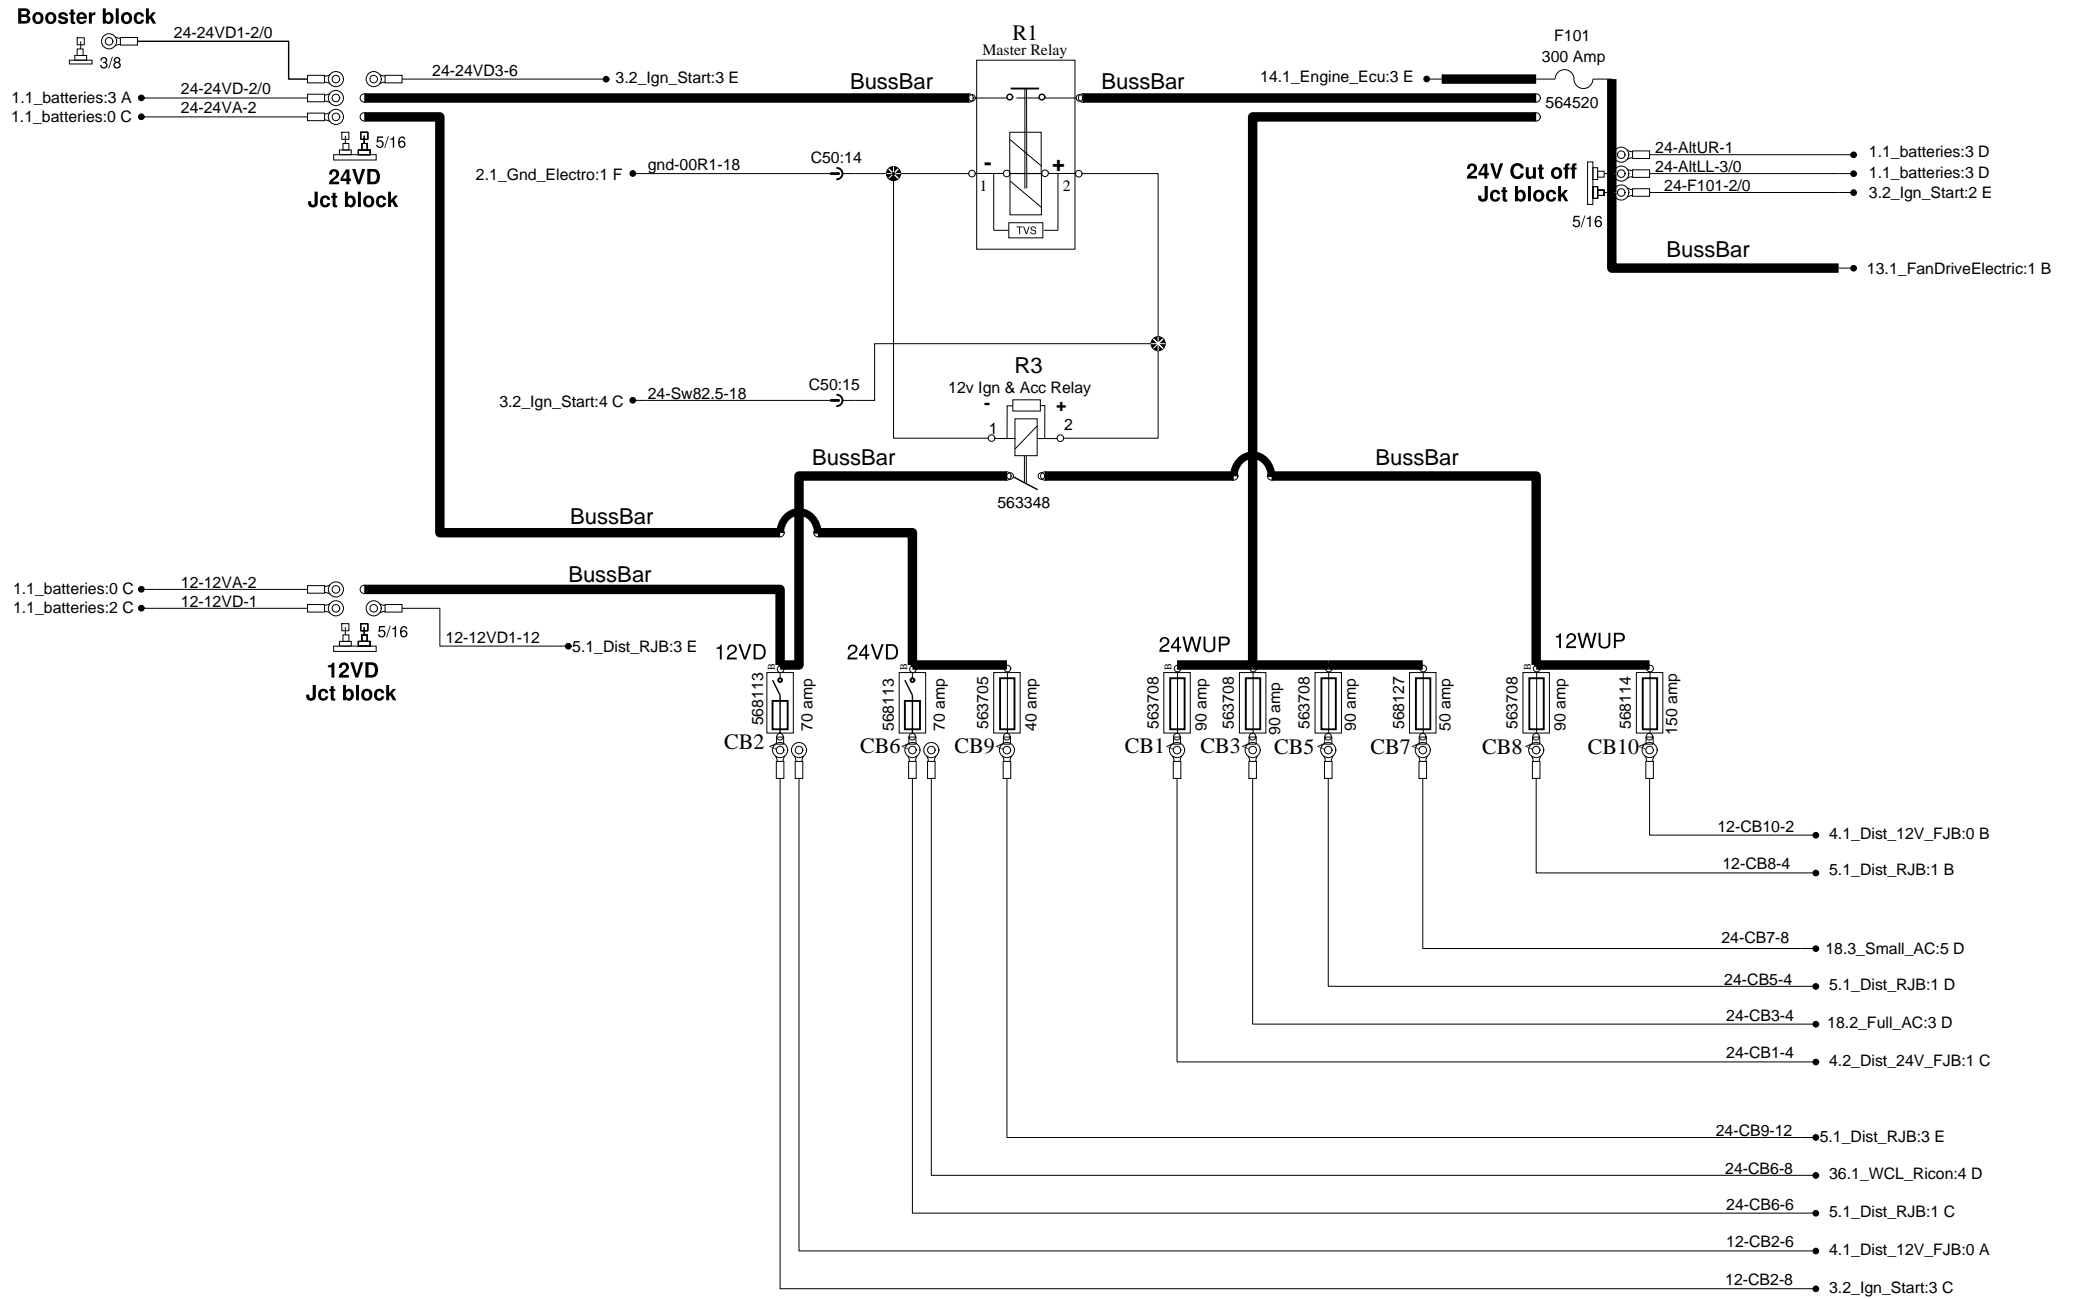 Booster block
24-24VD1-2/0
3/8
1.1_batteries:3 A
24-24VD-2/0
1.1_batteries:0 C
24-24VA-2
24-24VD3-6
3.2_Ign_Start:3 E
5/16
24VD
Jct block
BussBar
R1
Master Relay
BussBar
- +
1 2
TVS
2.1_Gnd_Electro:1 F
gnd-00R1-18
C50:14
14.1_Engine_Ecu:3 E
F101
300 Amp
564520
24V Cut off
Jct block
5/16
24-AltUR-1
1.1_batteries:3 D
24-AltLL-3/0
1.1_batteries:3 D
24-F101-2/0
3.2_Ign_Start:2 E
BussBar
13.1_FanDriveElectric:1 B
3.2_Ign_Start:4 C
24-Sw82.5-18
C50:15
R3
12v Ign & Acc Relay
- +
1 2
563348
BussBar
BussBar
BussBar
1.1_batteries:0 C
12-12VA-2
1.1_batteries:2 C
12-12VD-1
5/16
12VD
Jct block
BussBar
12-12VD1-12
5.1_Dist_RJB:3 E
12VD
B
568113
70 amp
CB2
24VD
B
568113
70 amp
CB6
563705
40 amp
CB9
24WUP
B
563708
90 amp
CB1
563708
90 amp
CB3
563708
90 amp
CB5
568127
50 amp
CB7
12WUP
563708
90 amp
CB8
568114
150 amp
CB10
12-CB10-2
4.1_Dist_12V_FJB:0 B
12-CB8-4
5.1_Dist_RJB:1 B
24-CB7-8
18.3_Small_AC:5 D
24-CB5-4
5.1_Dist_RJB:1 D
24-CB3-4
18.2_Full_AC:3 D
24-CB1-4
4.2_Dist_24V_FJB:1 C
24-CB9-12
5.1_Dist_RJB:3 E
24-CB6-8
36.1_WCL_Ricon:4 D
24-CB6-6
5.1_Dist_RJB:1 C
12-CB2-6
4.1_Dist_12V_FJB:0 A
12-CB2-8
3.2_Ign_Start:3 C